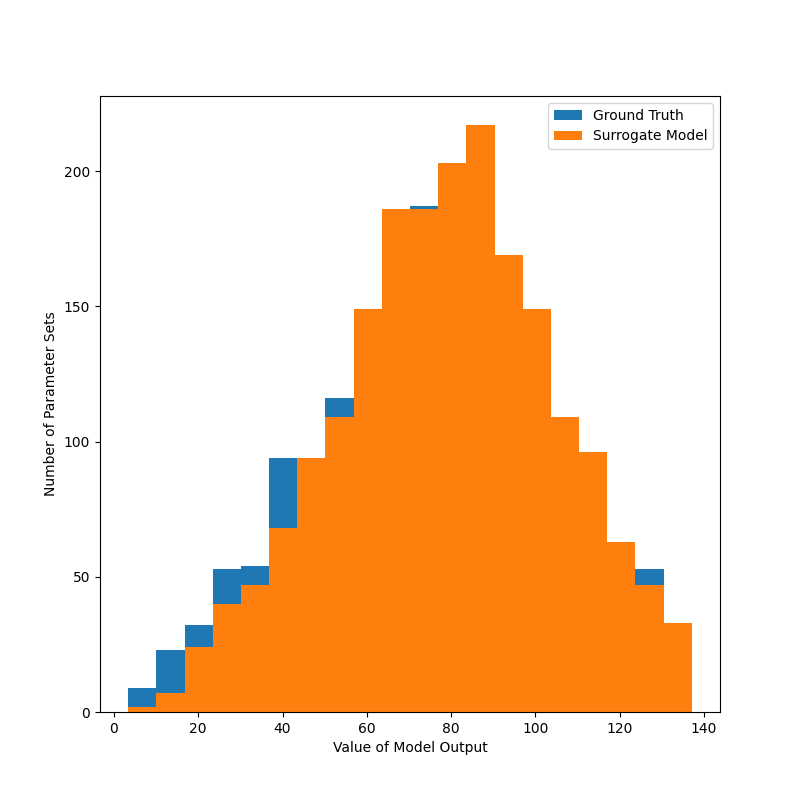 Ground Truth
Surrogate Model
Number of Parameter Sets
200
150
100
50
0
0 20 40 60 80 100 120 140
Value of Model Output